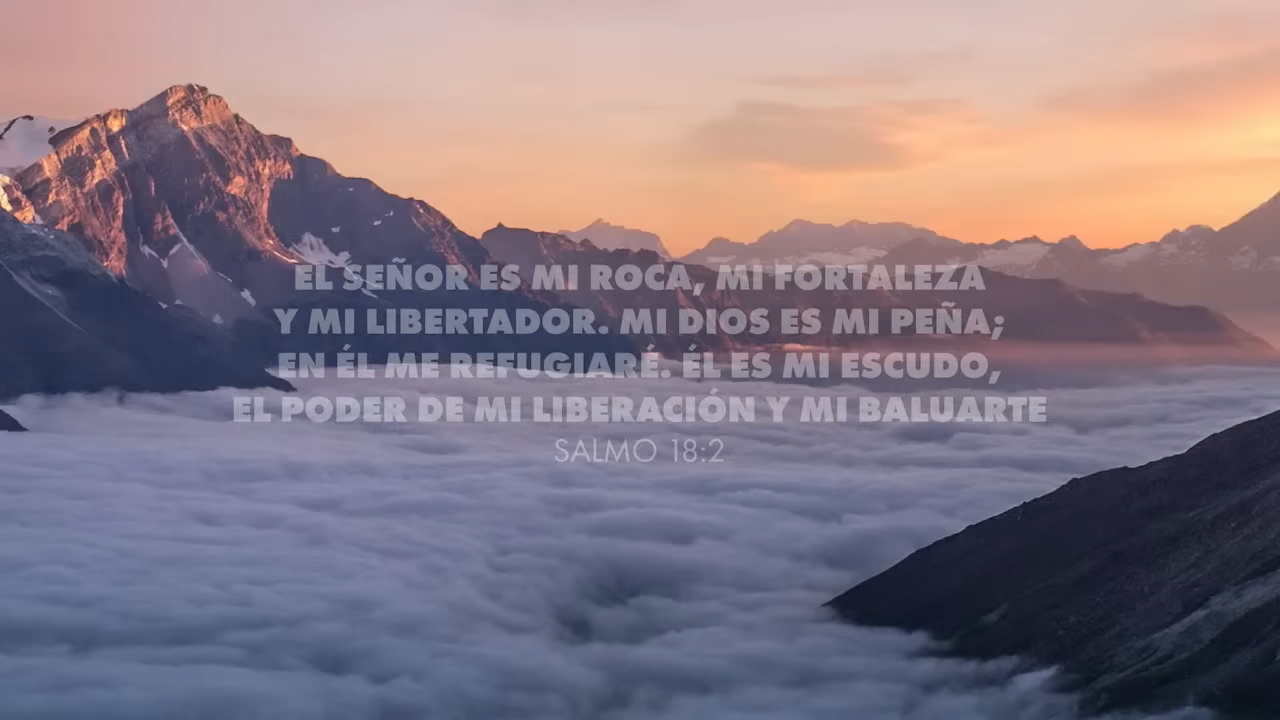 EL SEÑOR ES MI ROCA, MI FORTALEZA
Y MI LIBERTADOR. MI DIOS ES MI PEÑA;
EN ÉL ME REFUGIARÉ. ÉL ES MI ESCUDO,
EL PODER DE MI LIBERACIÓN Y MI BALUARTE
SALMO 18:2